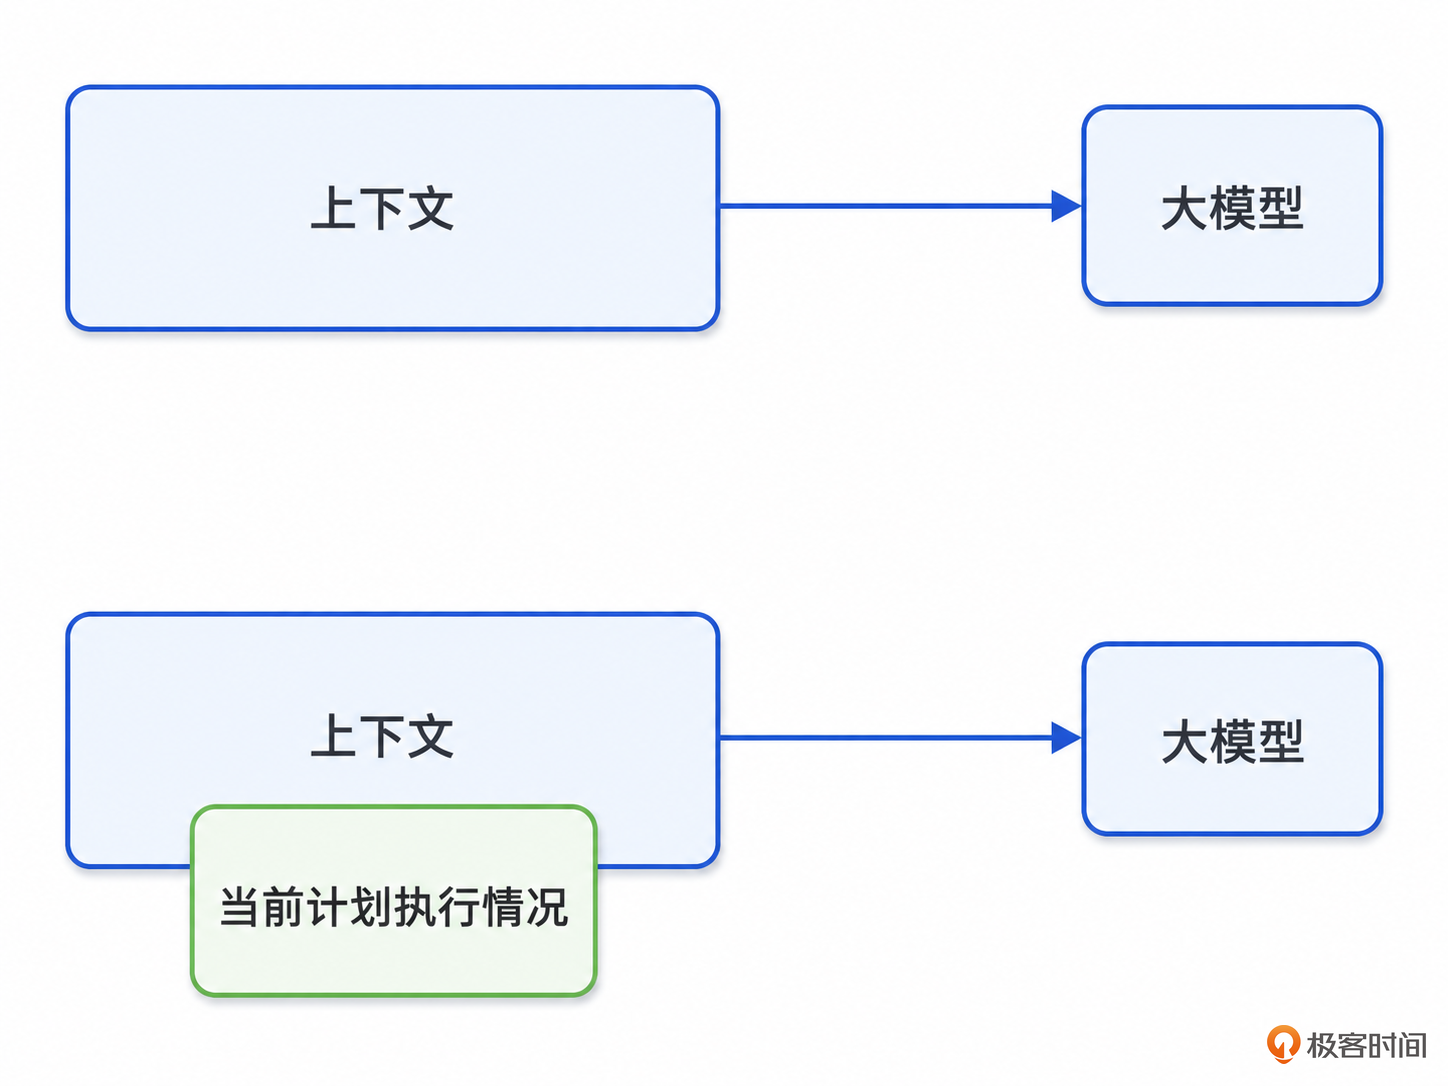 上下文
大模型
上下文
大模型
当前计划执行情况
极客时间